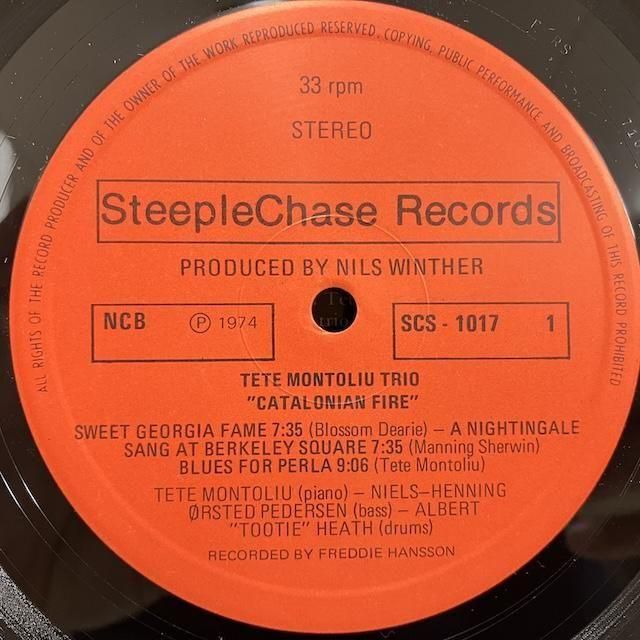 ALL RIGHTS OF THE RECORD PRODUCER AND OF THE OWNER OF THE WORK REPRODUCED RESERVED. COPYING, PUBLIC PERFORMANCE AND BROADCASTING OF THIS RECORD PROHIBITED
33 rpm
STEREO
SteepleChase Records
PRODUCED BY NILS WINTHER
NCB Ⓟ 1974 SCS - 1017 1
TETE MONTOLIU TRIO
"CATALONIAN FIRE"
SWEET GEORGIA FAME 7:35 (Blossom Dearie) – A NIGHTINGALE
SANG AT BERKELEY SQUARE 7:35 (Manning Sherwin)
BLUES FOR PERLA 9:06 (Tete Montoliu)
TETE MONTOLIU (piano) – NIELS–HENNING
ØRSTED PEDERSEN (bass) – ALBERT
"TOOTIE" HEATH (drums)
RECORDED BY FREDDIE HANSSON